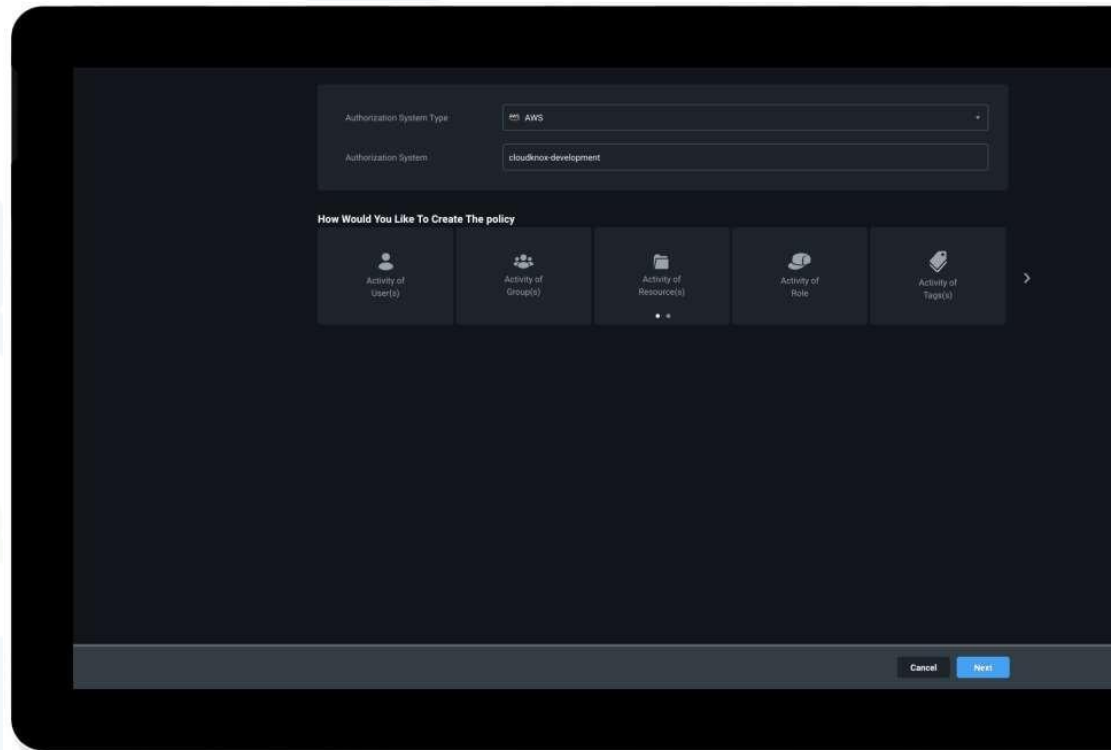 Authorization System Type
AWS
Authorization System
cloudknox-development
How Would You Like To Create The policy
Activity of
User(s)
Activity of
Group(s)
Activity of
Resource(s)
Activity of
Role
Activity of
Tags(s)
Cancel
Next